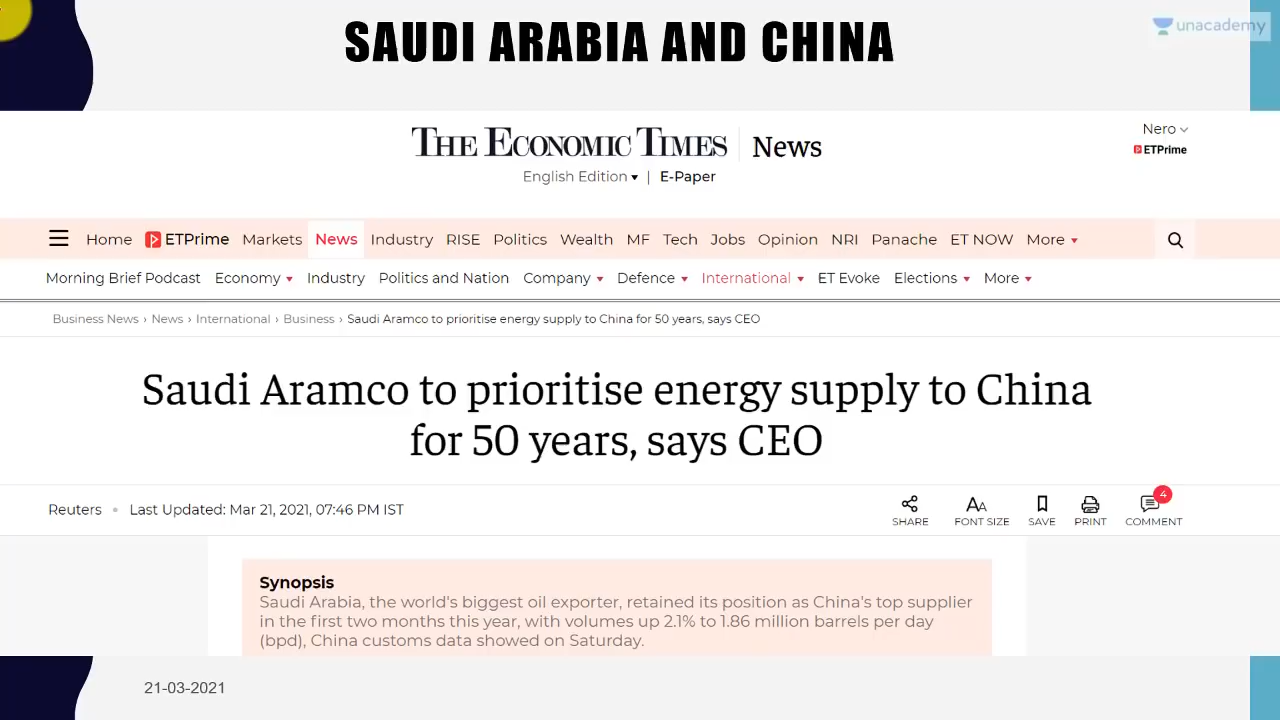 SAUDI ARABIA AND CHINA
unacademy
THE ECONOMIC TIMES | News
Nero
ETPrime
English Edition | E-Paper
Home ETPrime Markets News Industry RISE Politics Wealth MF Tech Jobs Opinion NRI Panache ET NOW More
Morning Brief Podcast Economy Industry Politics and Nation Company Defence International ET Evoke Elections More
Business News › News › International › Business › Saudi Aramco to prioritise energy supply to China for 50 years, says CEO
Saudi Aramco to prioritise energy supply to China
for 50 years, says CEO
Reuters • Last Updated: Mar 21, 2021, 07:46 PM IST
4
SHARE FONT SIZE SAVE PRINT COMMENT
Synopsis
Saudi Arabia, the world's biggest oil exporter, retained its position as China's top supplier
in the first two months this year, with volumes up 2.1% to 1.86 million barrels per day
(bpd), China customs data showed on Saturday.
21-03-2021